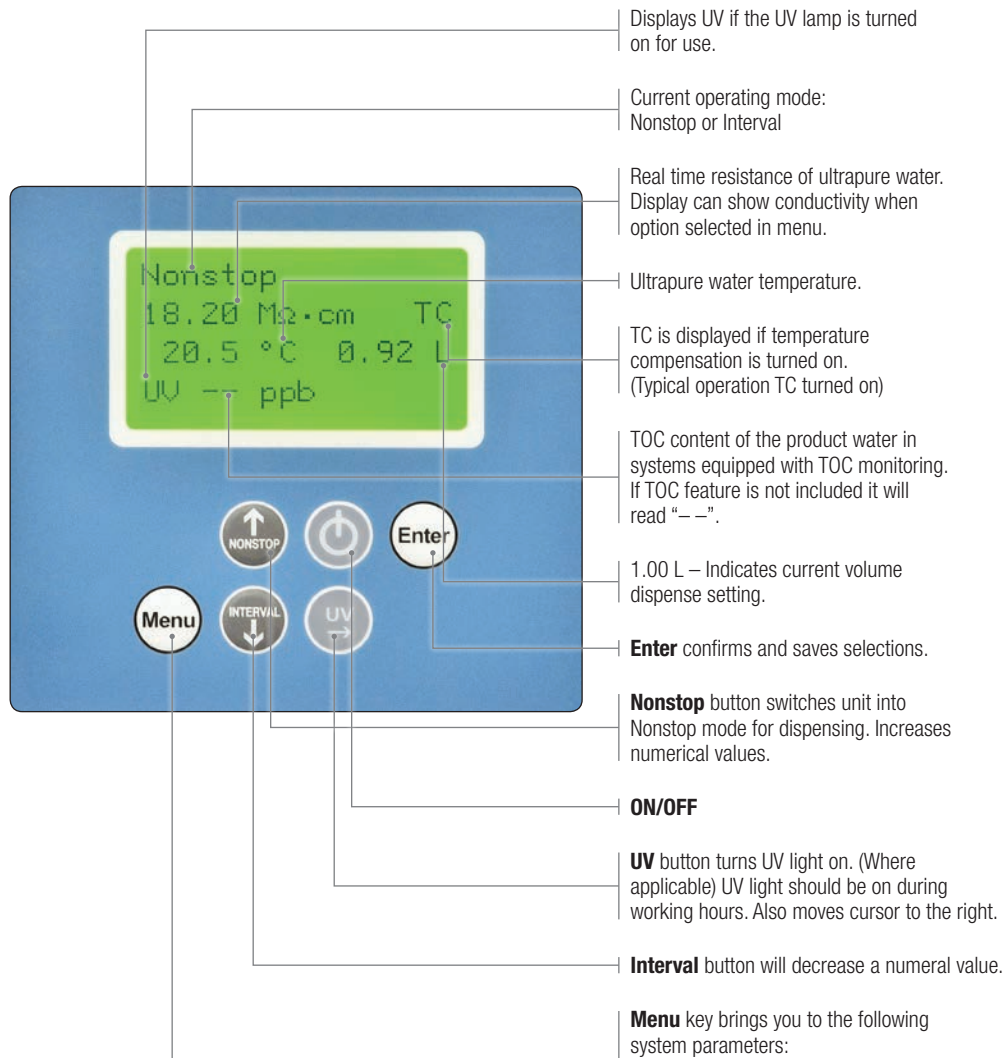 Displays UV if the UV lamp is turned
on for use.
Current operating mode:
Nonstop or Interval
Real time resistance of ultrapure water.
Display can show conductivity when
option selected in menu.
Ultrapure water temperature.
TC is displayed if temperature
compensation is turned on.
(Typical operation TC turned on)
TOC content of the product water in
systems equipped with TOC monitoring.
If TOC feature is not included it will
read “– –”.
1.00 L – Indicates current volume
dispense setting.
Enter confirms and saves selections.
Nonstop button switches unit into
Nonstop mode for dispensing. Increases
numerical values.
ON/OFF
UV button turns UV light on. (Where
applicable) UV light should be on during
working hours. Also moves cursor to the right.
Interval button will decrease a numeral value.
Menu key brings you to the following
system parameters:
Nonstop
18.20 MΩ·cm TC
20.5 °C 0.92 L
UV -- ppb
NONSTOP
Enter
Menu
INTERVAL
UV